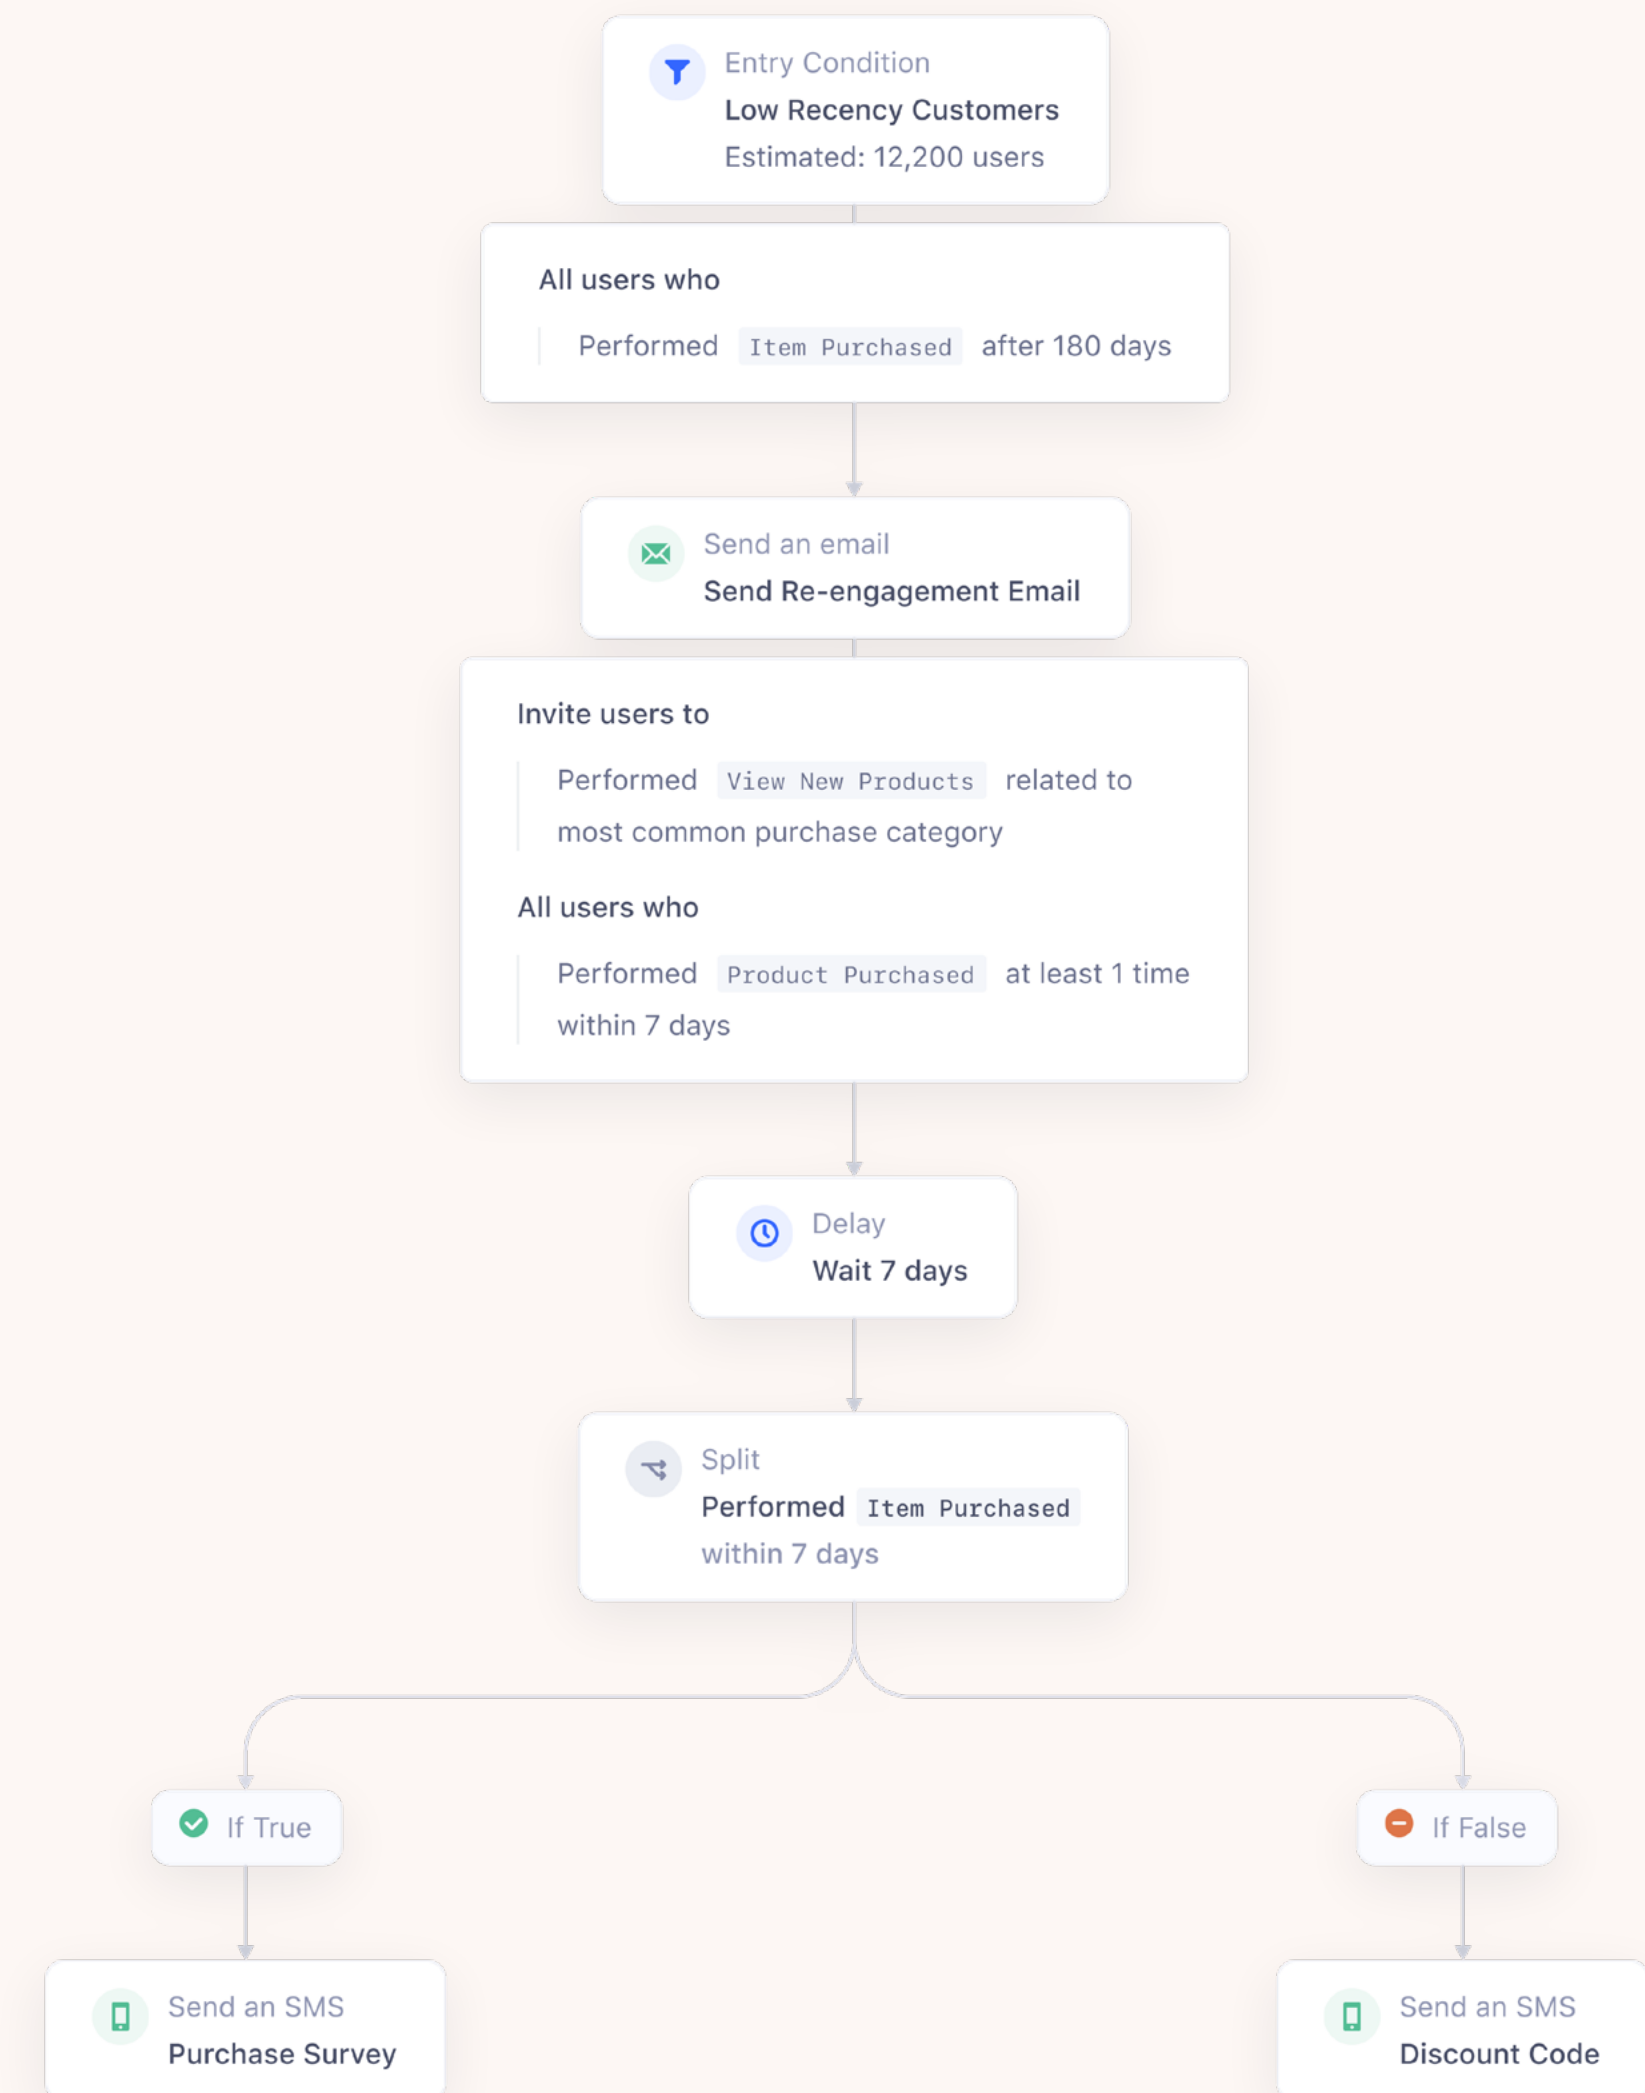 Entry Condition
Low Recency Customers
Estimated: 12,200 users
All users who
Performed Item Purchased after 180 days
Send an email
Send Re-engagement Email
Invite users to
Performed View New Products related to
most common purchase category
All users who
Performed Product Purchased at least 1 time
within 7 days
Delay
Wait 7 days
Split
Performed Item Purchased
within 7 days
If True
If False
Send an SMS
Purchase Survey
Send an SMS
Discount Code